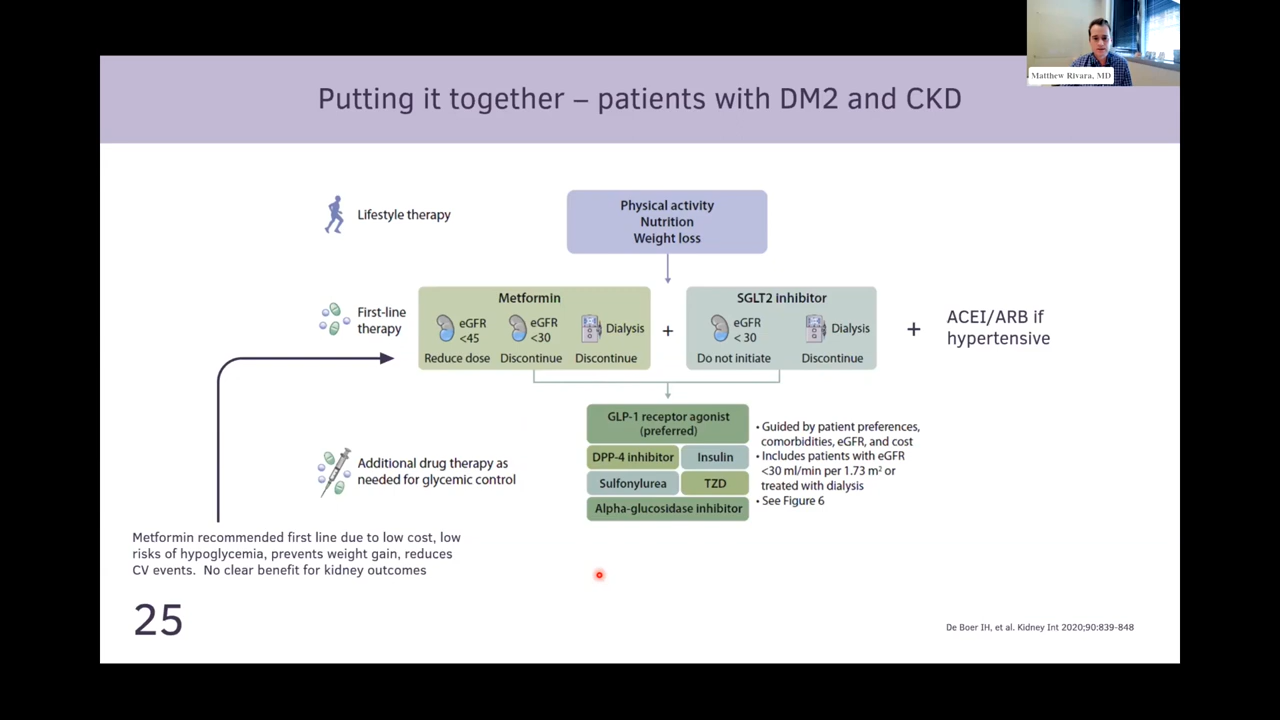 Matthew Rivara, MD
Putting it together – patients with DM2 and CKD
Lifestyle therapy
Physical activity
Nutrition
Weight loss
First-line
therapy
Metformin
eGFR
<45
Reduce dose
eGFR
<30
Discontinue
Dialysis
Discontinue
+
SGLT2 inhibitor
eGFR
< 30
Do not initiate
Dialysis
Discontinue
+
ACEI/ARB if
hypertensive
Additional drug therapy as
needed for glycemic control
GLP-1 receptor agonist
(preferred)
DPP-4 inhibitor
Insulin
Sulfonylurea
TZD
Alpha-glucosidase inhibitor
• Guided by patient preferences,
comorbidities, eGFR, and cost
• Includes patients with eGFR
<30 ml/min per 1.73 m² or
treated with dialysis
• See Figure 6
Metformin recommended first line due to low cost, low
risks of hypoglycemia, prevents weight gain, reduces
CV events. No clear benefit for kidney outcomes
25
De Boer IH, et al. Kidney Int 2020;90:839-848